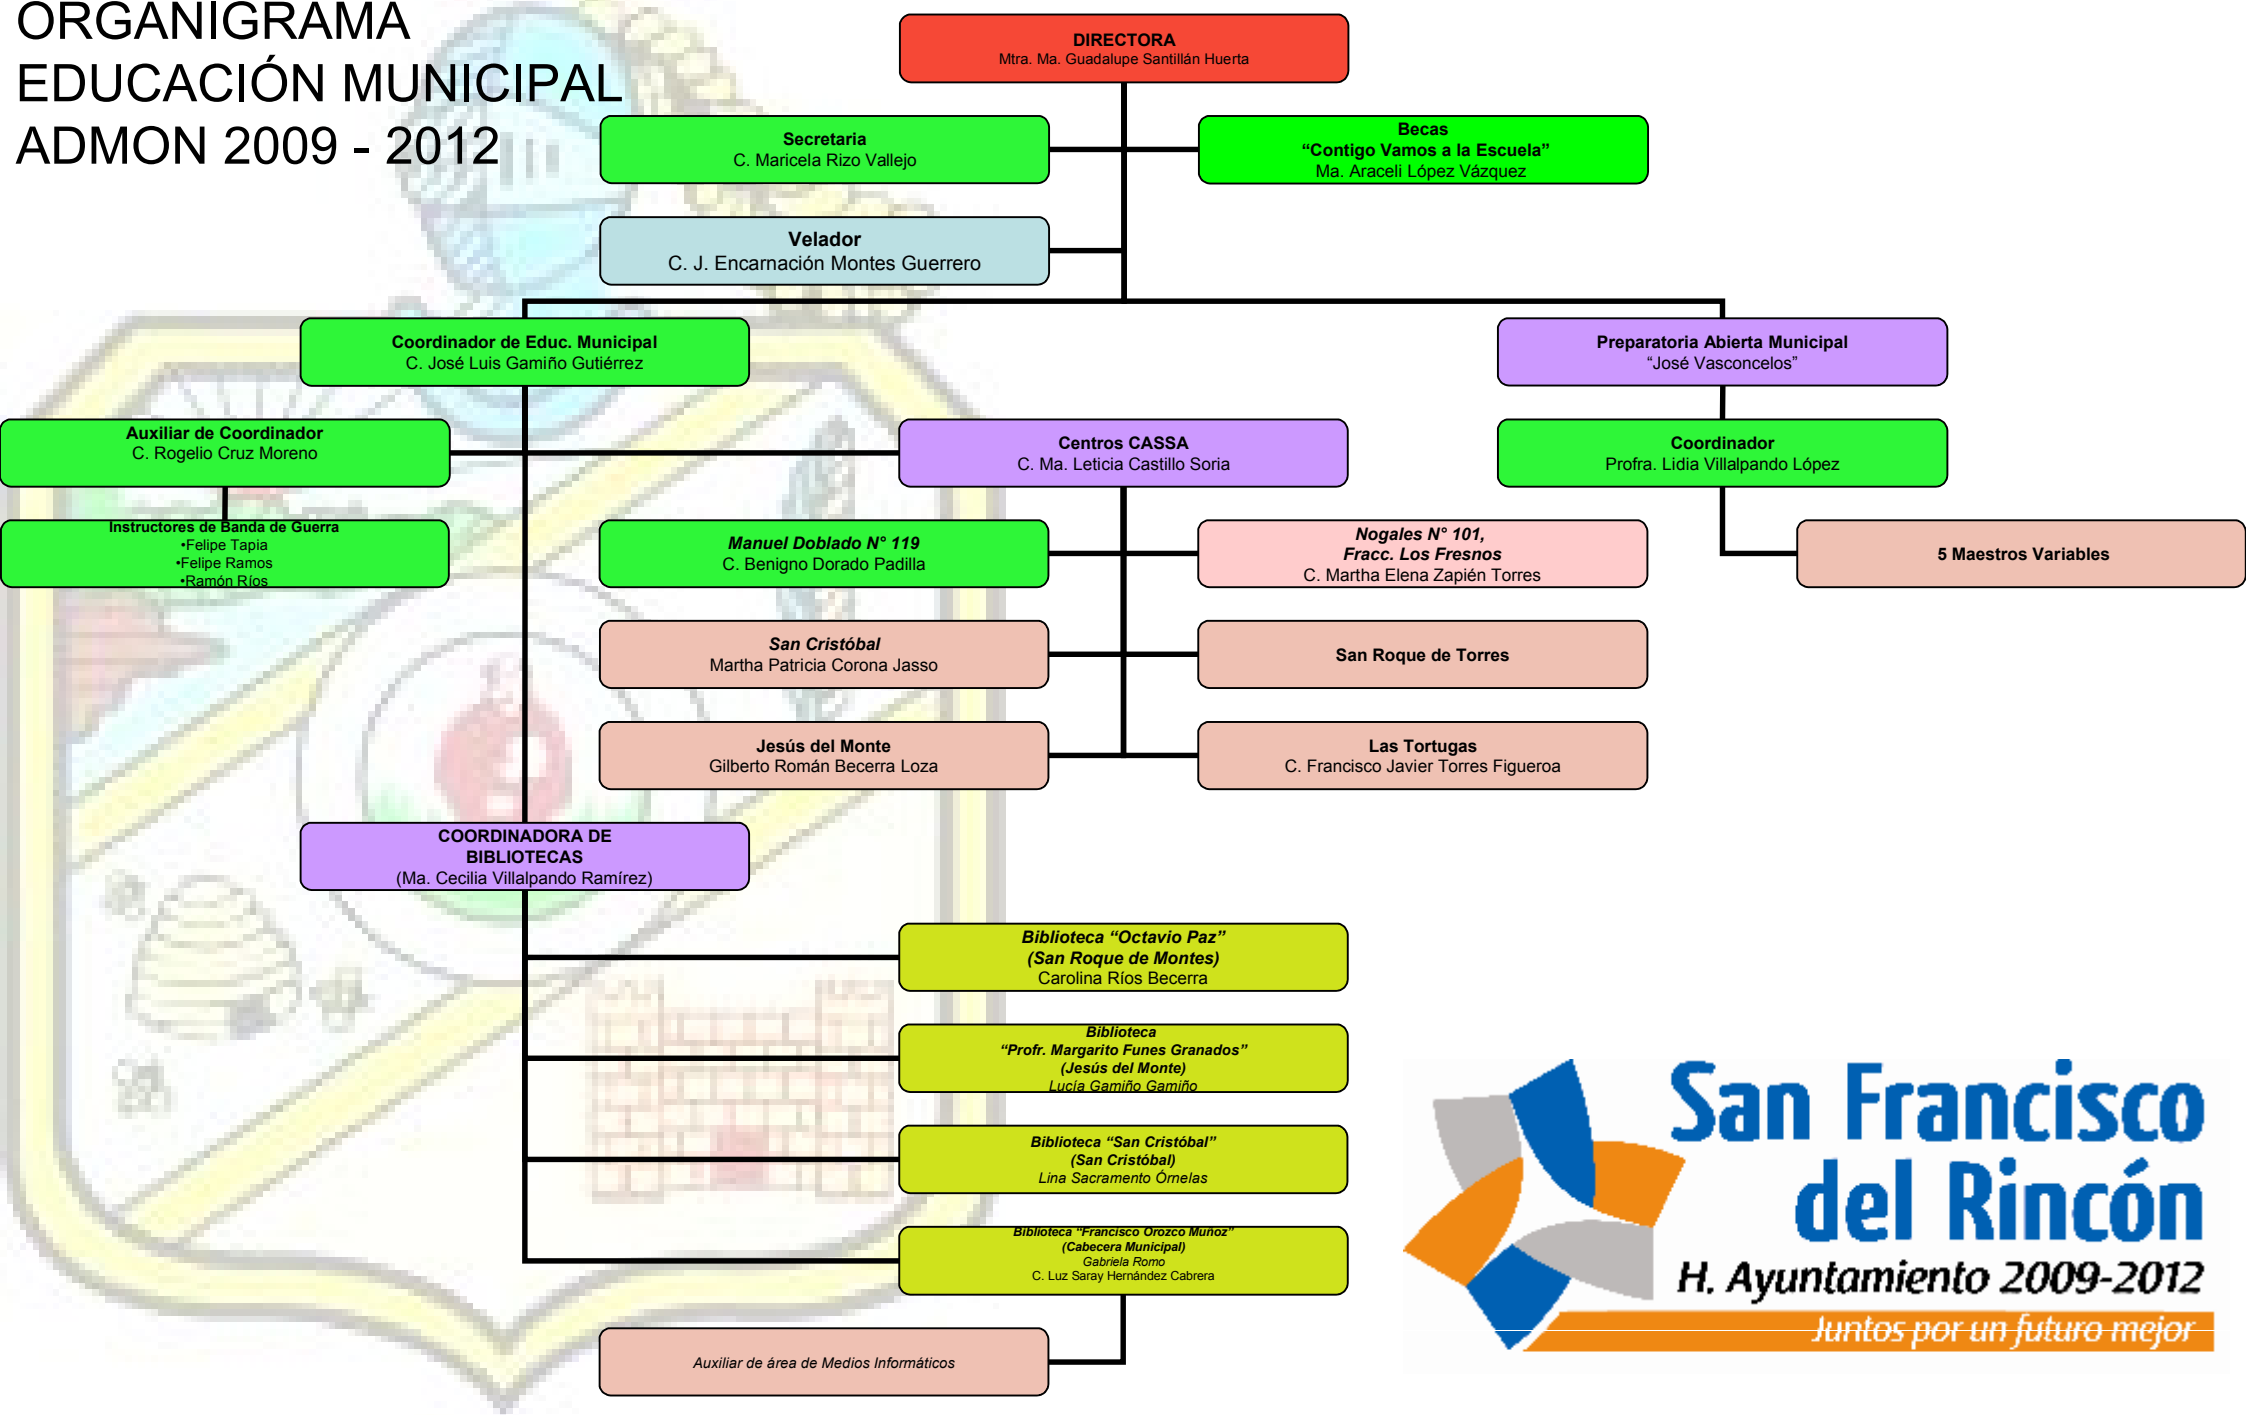 ORGANIGRAMA
EDUCACIÓN MUNICIPAL
ADMON 2009 - 2012
DIRECTORA
Mtra. Ma. Guadalupe Santillán Huerta
Secretaria
C. Maricela Rizo Vallejo
Becas
“Contigo Vamos a la Escuela”
Ma. Araceli López Vázquez
Velador
C. J. Encarnación Montes Guerrero
Coordinador de Educ. Municipal
C. José Luis Gamiño Gutiérrez
Preparatoria Abierta Municipal
“José Vasconcelos”
Auxiliar de Coordinador
C. Rogelio Cruz Moreno
Centros CASSA
C. Ma. Leticia Castillo Soria
Coordinador
Profra. Lidia Villalpando López
Instructores de Banda de Guerra
•Felipe Tapia
•Felipe Ramos
•Ramón Ríos
Manuel Doblado N° 119
C. Benigno Dorado Padilla
Nogales N° 101,
Fracc. Los Fresnos
C. Martha Elena Zapién Torres
5 Maestros Variables
San Cristóbal
Martha Patricia Corona Jasso
San Roque de Torres
Jesús del Monte
Gilberto Román Becerra Loza
Las Tortugas
C. Francisco Javier Torres Figueroa
COORDINADORA DE
BIBLIOTECAS
(Ma. Cecilia Villalpando Ramírez)
Biblioteca “Octavio Paz”
(San Roque de Montes)
Carolina Ríos Becerra
Biblioteca
“Profr. Margarito Funes Granados”
(Jesús del Monte)
Lucía Gamiño Gamiño
Biblioteca “San Cristóbal”
(San Cristóbal)
Lina Sacramento Órnelas
Biblioteca “Francisco Orozco Muñoz”
(Cabecera Municipal)
Gabriela Romo
C. Luz Saray Hernández Cabrera
Auxiliar de área de Medios Informáticos
San Francisco
del Rincón
H. Ayuntamiento 2009-2012
Juntos por un futuro mejor